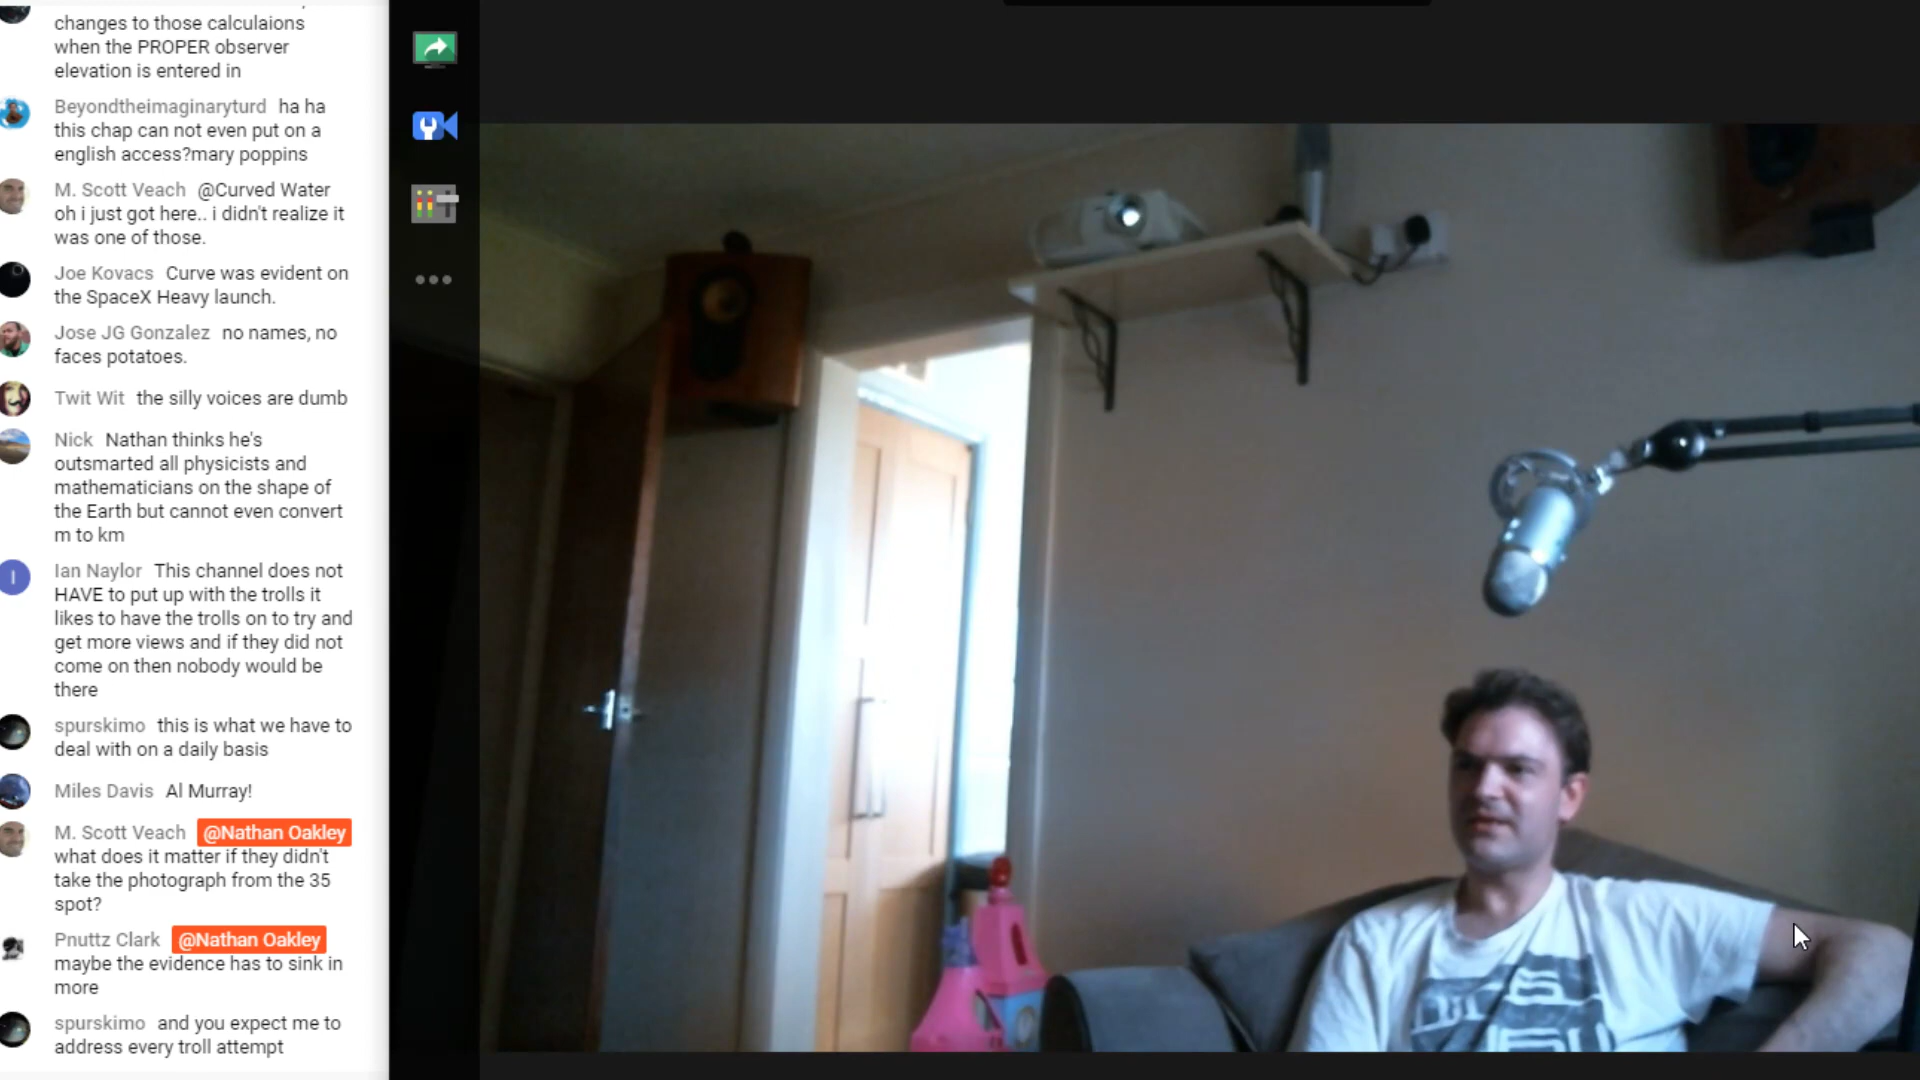 changes to those calculaions
when the PROPER observer
elevation is entered in
Beyondtheimaginaryturd ha ha
this chap can not even put on a
english access?mary poppins
M. Scott Veach @Curved Water
oh i just got here.. i didn't realize it
was one of those.
Joe Kovacs Curve was evident on
the SpaceX Heavy launch.
Jose JG Gonzalez no names, no
faces potatoes.
Twit Wit the silly voices are dumb
Nick Nathan thinks he's
outsmarted all physicists and
mathematicians on the shape of
the Earth but cannot even convert
m to km
I
Ian Naylor This channel does not
HAVE to put up with the trolls it
likes to have the trolls on to try and
get more views and if they did not
come on then nobody would be
there
spurskimo this is what we have to
deal with on a daily basis
Miles Davis Al Murray!
M. Scott Veach @Nathan Oakley
what does it matter if they didn't
take the photograph from the 35
spot?
Pnuttz Clark @Nathan Oakley
maybe the evidence has to sink in
more
spurskimo and you expect me to
address every troll attempt